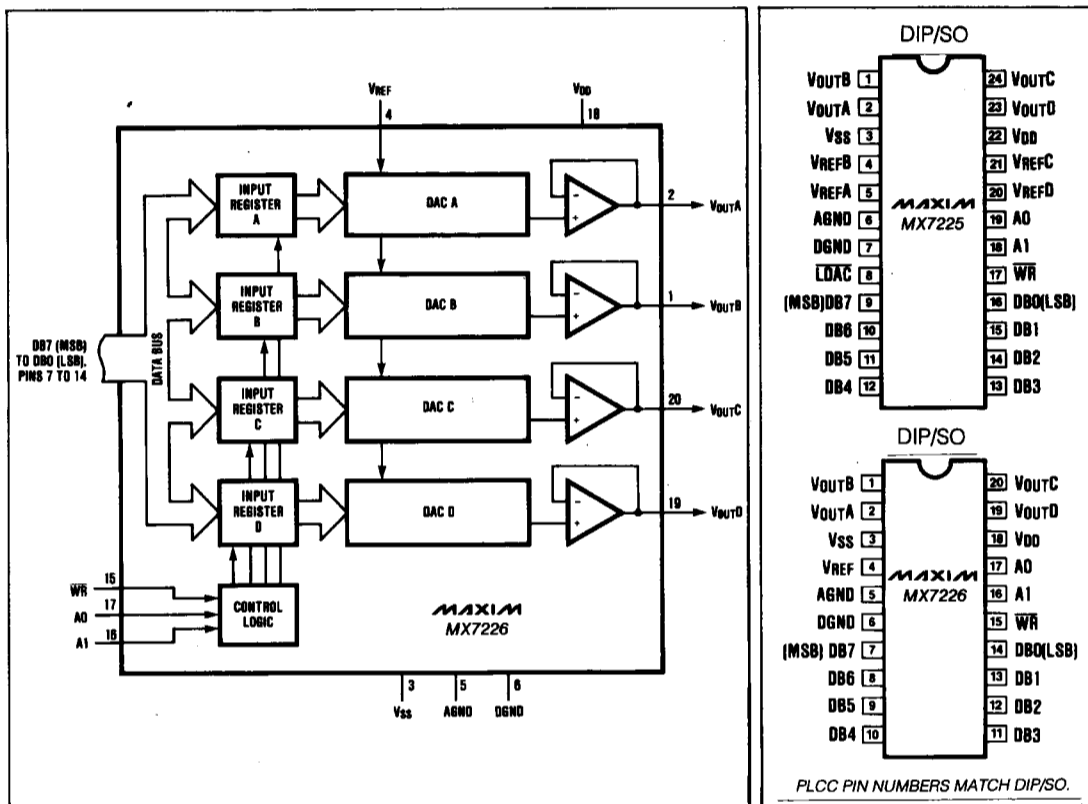 VREF
4
VDD
18
INPUT
REGISTER
A
DAC A
-
+
2
VOUTA
INPUT
REGISTER
B
DAC B
-
+
1
VOUTB
DB7 (MSB)
TO DB0 (LSB).
PINS 7 TO 14
DATA BUS
INPUT
REGISTER
C
DAC C
-
+
20
VOUTC
INPUT
REGISTER
D
DAC D
-
+
19
VOUTD
WR
15
A0
17
A1
16
CONTROL
LOGIC
MAXIM
MX7226
3
VSS
5
AGND
6
DGND
DIP/SO
VOUTB 1
VOUTA 2
VSS 3
VREFB 4
VREFA 5
AGND 6
DGND 7
LDAC 8
(MSB)DB7 9
DB6 10
DB5 11
DB4 12
MAXIM
MX7225
24 VOUTC
23 VOUTD
22 VDD
21 VREFC
20 VREFD
19 A0
18 A1
17 WR
16 DB0(LSB)
15 DB1
14 DB2
13 DB3
DIP/SO
VOUTB 1
VOUTA 2
VSS 3
VREF 4
AGND 5
DGND 6
(MSB) DB7 7
DB6 8
DB5 9
DB4 10
MAXIM
MX7226
20 VOUTC
19 VOUTD
18 VDD
17 A0
16 A1
15 WR
14 DB0(LSB)
13 DB1
12 DB2
11 DB3
PLCC PIN NUMBERS MATCH DIP/SO.